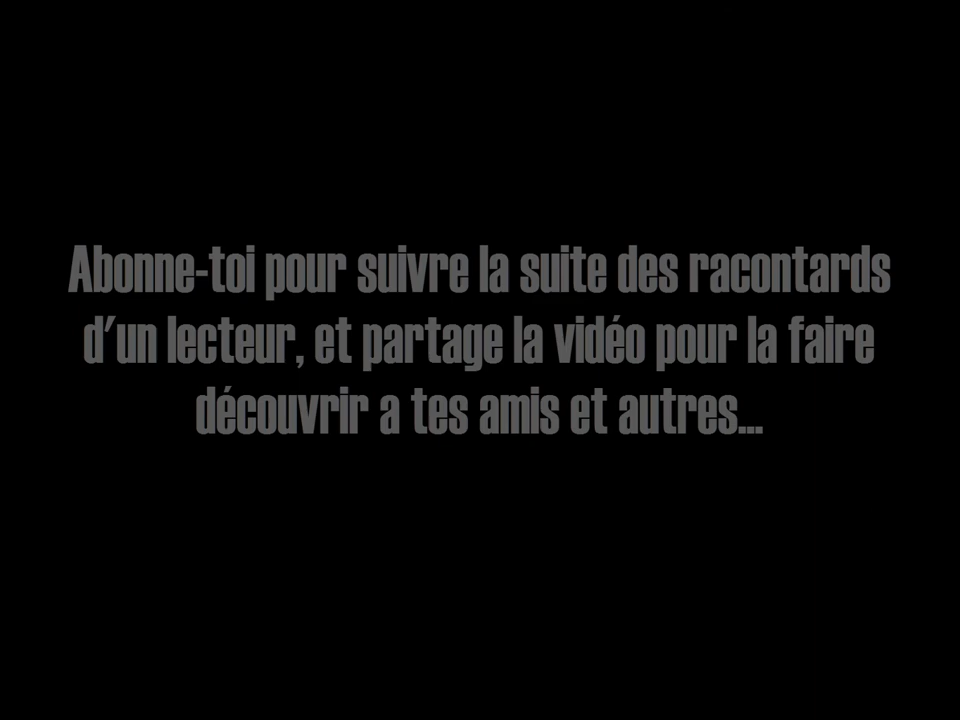 Abonne-toi pour suivre la suite des racontards
d'un lecteur, et partage la vidéo pour la faire
découvrir a tes amis et autres...